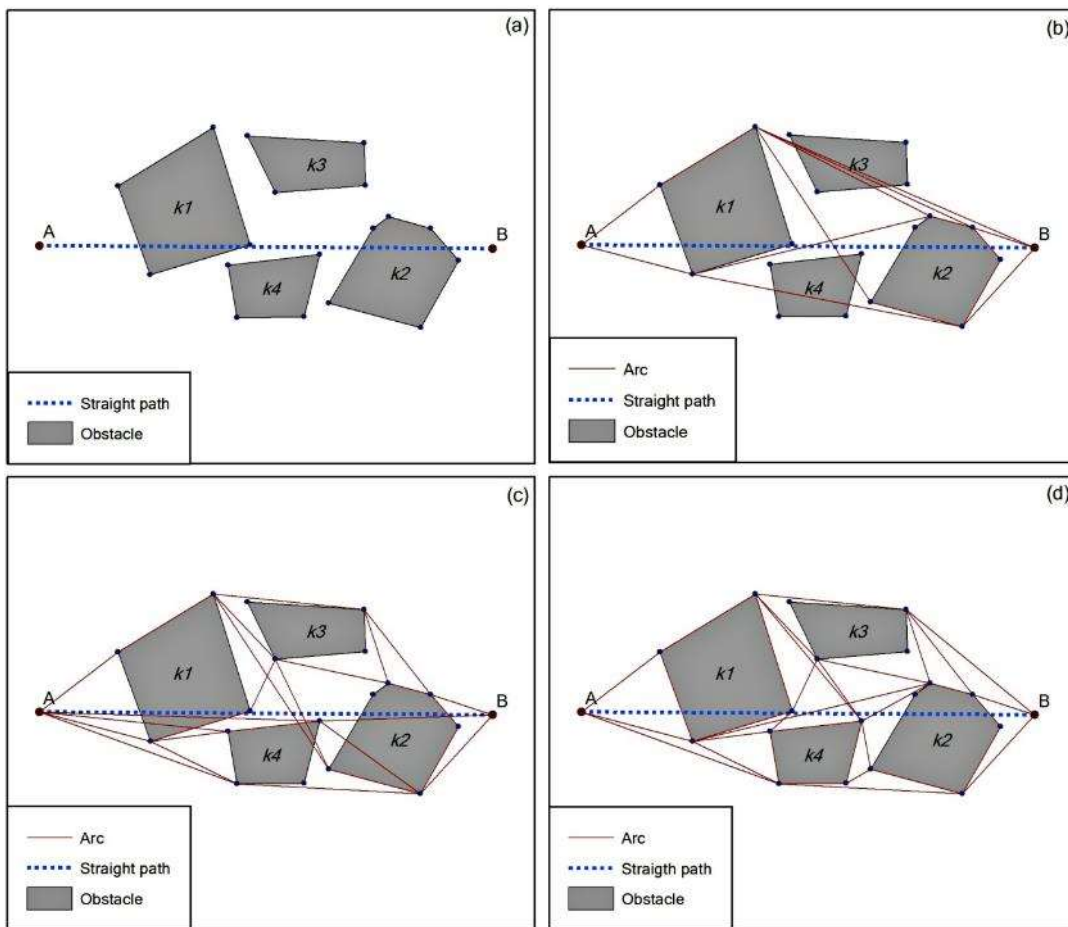 (a)
k1
k3
A
B
k2
k4
Straight path
Obstacle
(b)
k1
k3
A
B
k2
k4
Arc
Straight path
Obstacle
(c)
k1
k3
A
B
k2
k4
Arc
Straight path
Obstacle
(d)
k1
k3
A
B
k2
k4
Arc
Straigth path
Obstacle